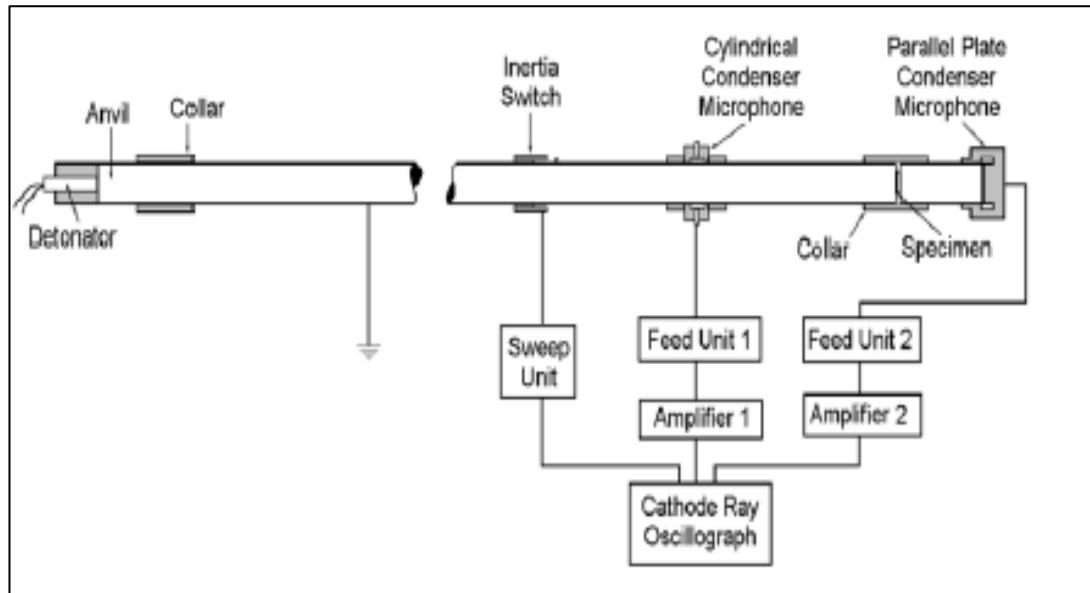 Cylindrical
Condenser
Microphone
Parallel Plate
Condenser
Microphone
Inertia
Switch
Anvil
Collar
Detonator
Collar
Specimen
Sweep
Unit
Feed Unit 1
Feed Unit 2
Amplifier 1
Amplifier 2
Cathode Ray
Oscillograph